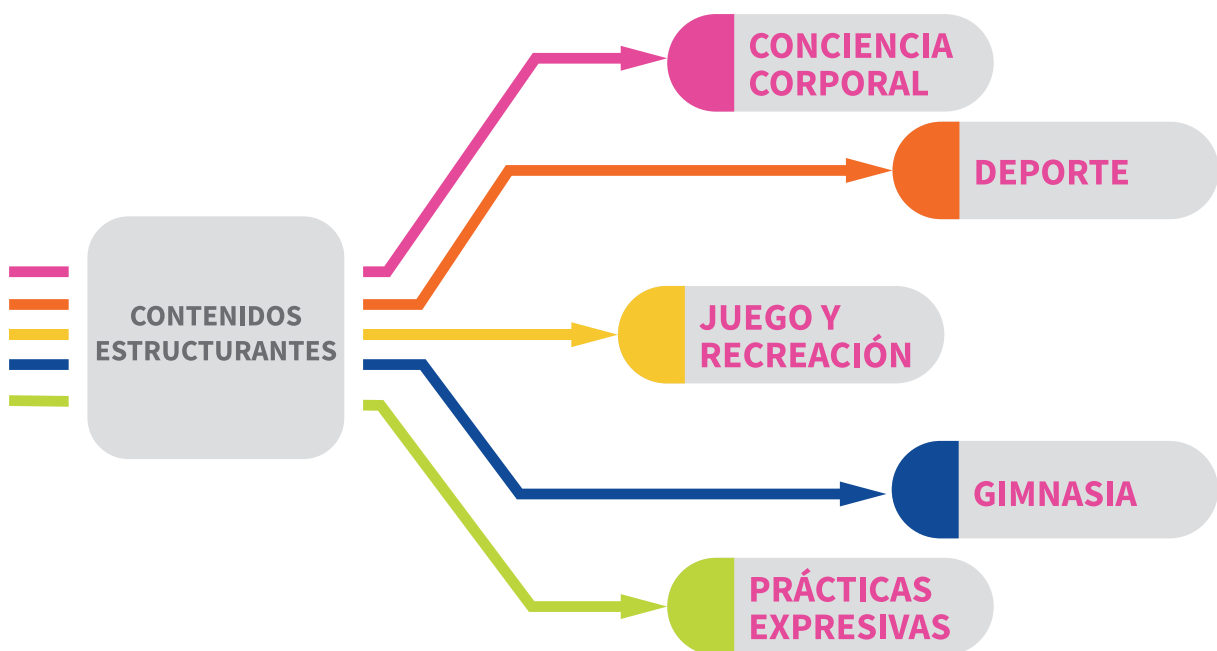 CONTENIDOS
ESTRUCTURANTES
CONCIENCIA
CORPORAL
DEPORTE
JUEGO Y
RECREACIÓN
GIMNASIA
PRÁCTICAS
EXPRESIVAS